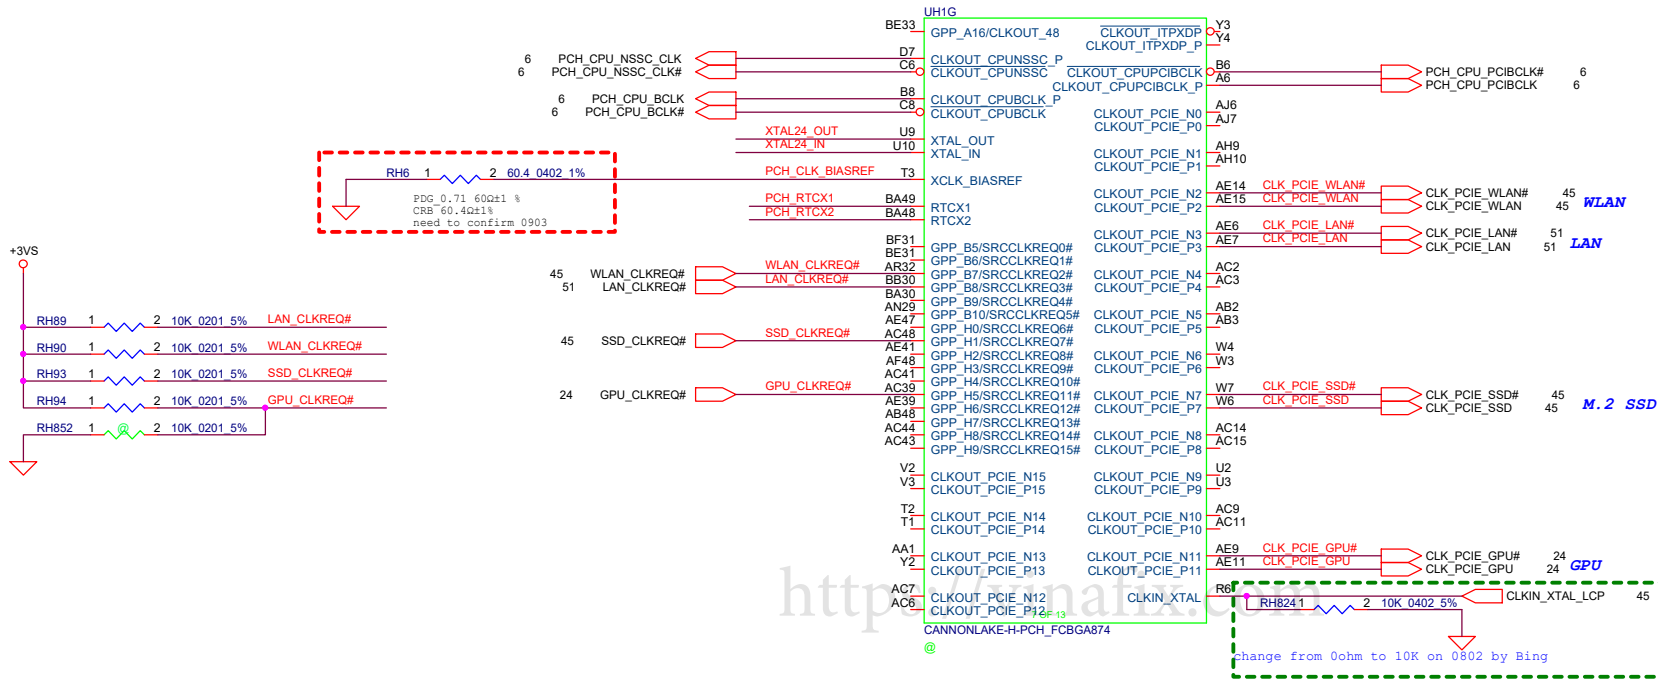 UH1G
BE33 GPP_A16/CLKOUT_48 CLKOUT_ITPXDP Y3
CLKOUT_ITPXDP_P Y4
6 PCH_CPU_NSSC_CLK D7 CLKOUT_CPUNSSC_P
6 PCH_CPU_NSSC_CLK# C6 CLKOUT_CPUNSSC CLKOUT_CPUPCIBCLK B6 PCH_CPU_PCIBCLK# 6
CLKOUT_CPUPCIBCLK_P A6 PCH_CPU_PCIBCLK 6
6 PCH_CPU_BCLK B8 CLKOUT_CPUBCLK_P
6 PCH_CPU_BCLK# C8 CLKOUT_CPUBCLK CLKOUT_PCIE_N0 AJ6
CLKOUT_PCIE_P0 AJ7
XTAL24_OUT U9 XTAL_OUT
XTAL24_IN U10 XTAL_IN CLKOUT_PCIE_N1 AH9
CLKOUT_PCIE_P1 AH10
RH6 1 2 60.4_0402_1% PCH_CLK_BIASREF T3 XCLK_BIASREF
PDG_0.71 60Ω±1 %
CRB 60.4Ω±1%
need to confirm 0903
CLKOUT_PCIE_N2 AE14 CLK_PCIE_WLAN# CLK_PCIE_WLAN# 45
PCH_RTCX1 BA49 RTCX1 CLKOUT_PCIE_P2 AE15 CLK_PCIE_WLAN CLK_PCIE_WLAN 45 WLAN
PCH_RTCX2 BA48 RTCX2
CLKOUT_PCIE_N3 AE6 CLK_PCIE_LAN# CLK_PCIE_LAN# 51
BF31 GPP_B5/SRCCLKREQ0# CLKOUT_PCIE_P3 AE7 CLK_PCIE_LAN CLK_PCIE_LAN 51 LAN
BE31 GPP_B6/SRCCLKREQ1#
45 WLAN_CLKREQ# WLAN_CLKREQ# AR32 GPP_B7/SRCCLKREQ2# CLKOUT_PCIE_N4 AC2
51 LAN_CLKREQ# LAN_CLKREQ# BB30 GPP_B8/SRCCLKREQ3# CLKOUT_PCIE_P4 AC3
BA30 GPP_B9/SRCCLKREQ4#
AN29 GPP_B10/SRCCLKREQ5# CLKOUT_PCIE_N5 AB2
AE47 GPP_H0/SRCCLKREQ6# CLKOUT_PCIE_P5 AB3
45 SSD_CLKREQ# SSD_CLKREQ# AC48 GPP_H1/SRCCLKREQ7#
AE41 GPP_H2/SRCCLKREQ8# CLKOUT_PCIE_N6 W4
AF48 GPP_H3/SRCCLKREQ9# CLKOUT_PCIE_P6 W3
AC41 GPP_H4/SRCCLKREQ10#
24 GPU_CLKREQ# GPU_CLKREQ# AC39 GPP_H5/SRCCLKREQ11# CLKOUT_PCIE_N7 W7 CLK_PCIE_SSD# CLK_PCIE_SSD# 45
AE39 GPP_H6/SRCCLKREQ12# CLKOUT_PCIE_P7 W6 CLK_PCIE_SSD CLK_PCIE_SSD 45 M.2 SSD
AB48 GPP_H7/SRCCLKREQ13#
AC44 GPP_H8/SRCCLKREQ14# CLKOUT_PCIE_N8 AC14
AC43 GPP_H9/SRCCLKREQ15# CLKOUT_PCIE_P8 AC15
V2 CLKOUT_PCIE_N15 CLKOUT_PCIE_N9 U2
V3 CLKOUT_PCIE_P15 CLKOUT_PCIE_P9 U3
T2 CLKOUT_PCIE_N14 CLKOUT_PCIE_N10 AC9
T1 CLKOUT_PCIE_P14 CLKOUT_PCIE_P10 AC11
AA1 CLKOUT_PCIE_N13 CLKOUT_PCIE_N11 AE9 CLK_PCIE_GPU# CLK_PCIE_GPU# 24
Y2 CLKOUT_PCIE_P13 CLKOUT_PCIE_P11 AE11 CLK_PCIE_GPU CLK_PCIE_GPU 24 GPU
AC7 CLKOUT_PCIE_N12 CLKIN_XTAL R6 CLKIN_XTAL_LCP 45
AC6 CLKOUT_PCIE_P12 RH824 1 2 10K_0402_5%
OF 13
CANNONLAKE-H-PCH_FCBGA874
@
change from 0ohm to 10K on 0802 by Bing
+3VS
RH89 1 2 10K_0201_5% LAN_CLKREQ#
RH90 1 2 10K_0201_5% WLAN_CLKREQ#
RH93 1 2 10K_0201_5% SSD_CLKREQ#
RH94 1 2 10K_0201_5% GPU_CLKREQ#
RH852 1 @ 2 10K_0201_5%
https://vinafix.com